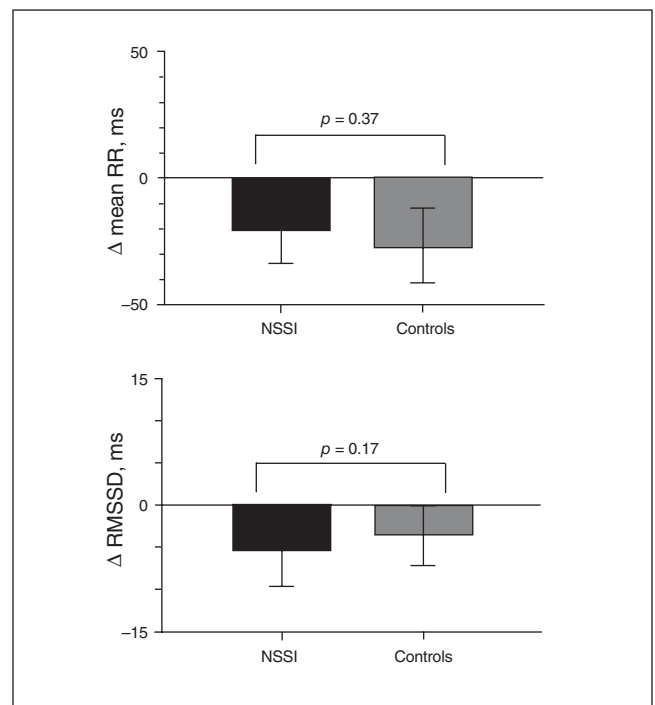 50
p = 0.37
0
Δ mean RR, ms
–50
NSSI Controls
15
p = 0.17
0
Δ RMSSD, ms
–15
NSSI Controls